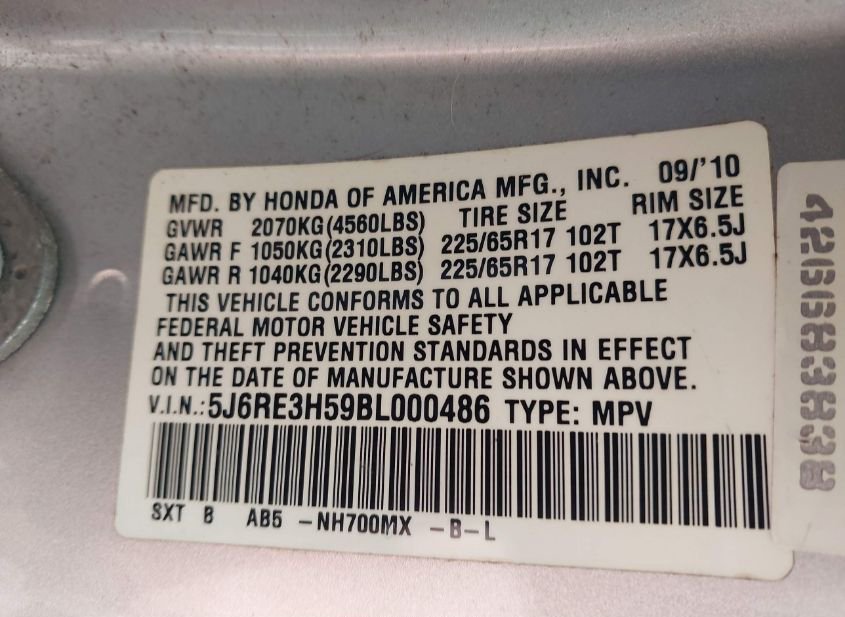 MFD. BY HONDA OF AMERICA MFG., INC. 09/'10
GVWR 2070KG(4560LBS) TIRE SIZE RIM SIZE
GAWR F 1050KG(2310LBS) 225/65R17 102T 17X6.5J
GAWR R 1040KG(2290LBS) 225/65R17 102T 17X6.5J
THIS VEHICLE CONFORMS TO ALL APPLICABLE
FEDERAL MOTOR VEHICLE SAFETY
AND THEFT PREVENTION STANDARDS IN EFFECT
ON THE DATE OF MANUFACTURE SHOWN ABOVE.
V.I.N.:5J6RE3H59BL000486 TYPE: MPV
SXT B AB5 -NH700MX -B-L
42668383